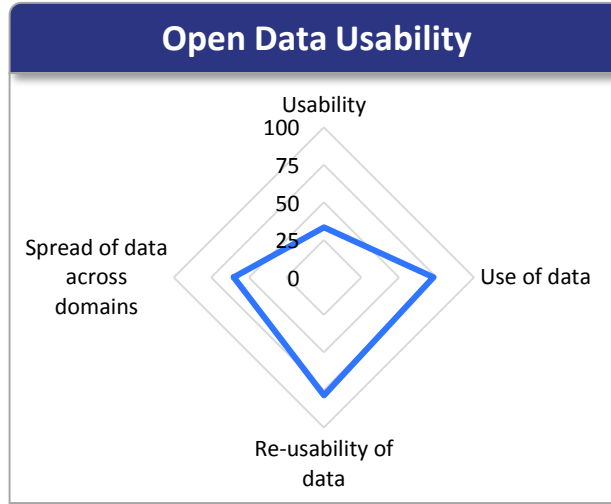 Open Data Usability
Usability
100
75
50
25
0
Spread of data
across
domains
Use of data
Re-usability of
data